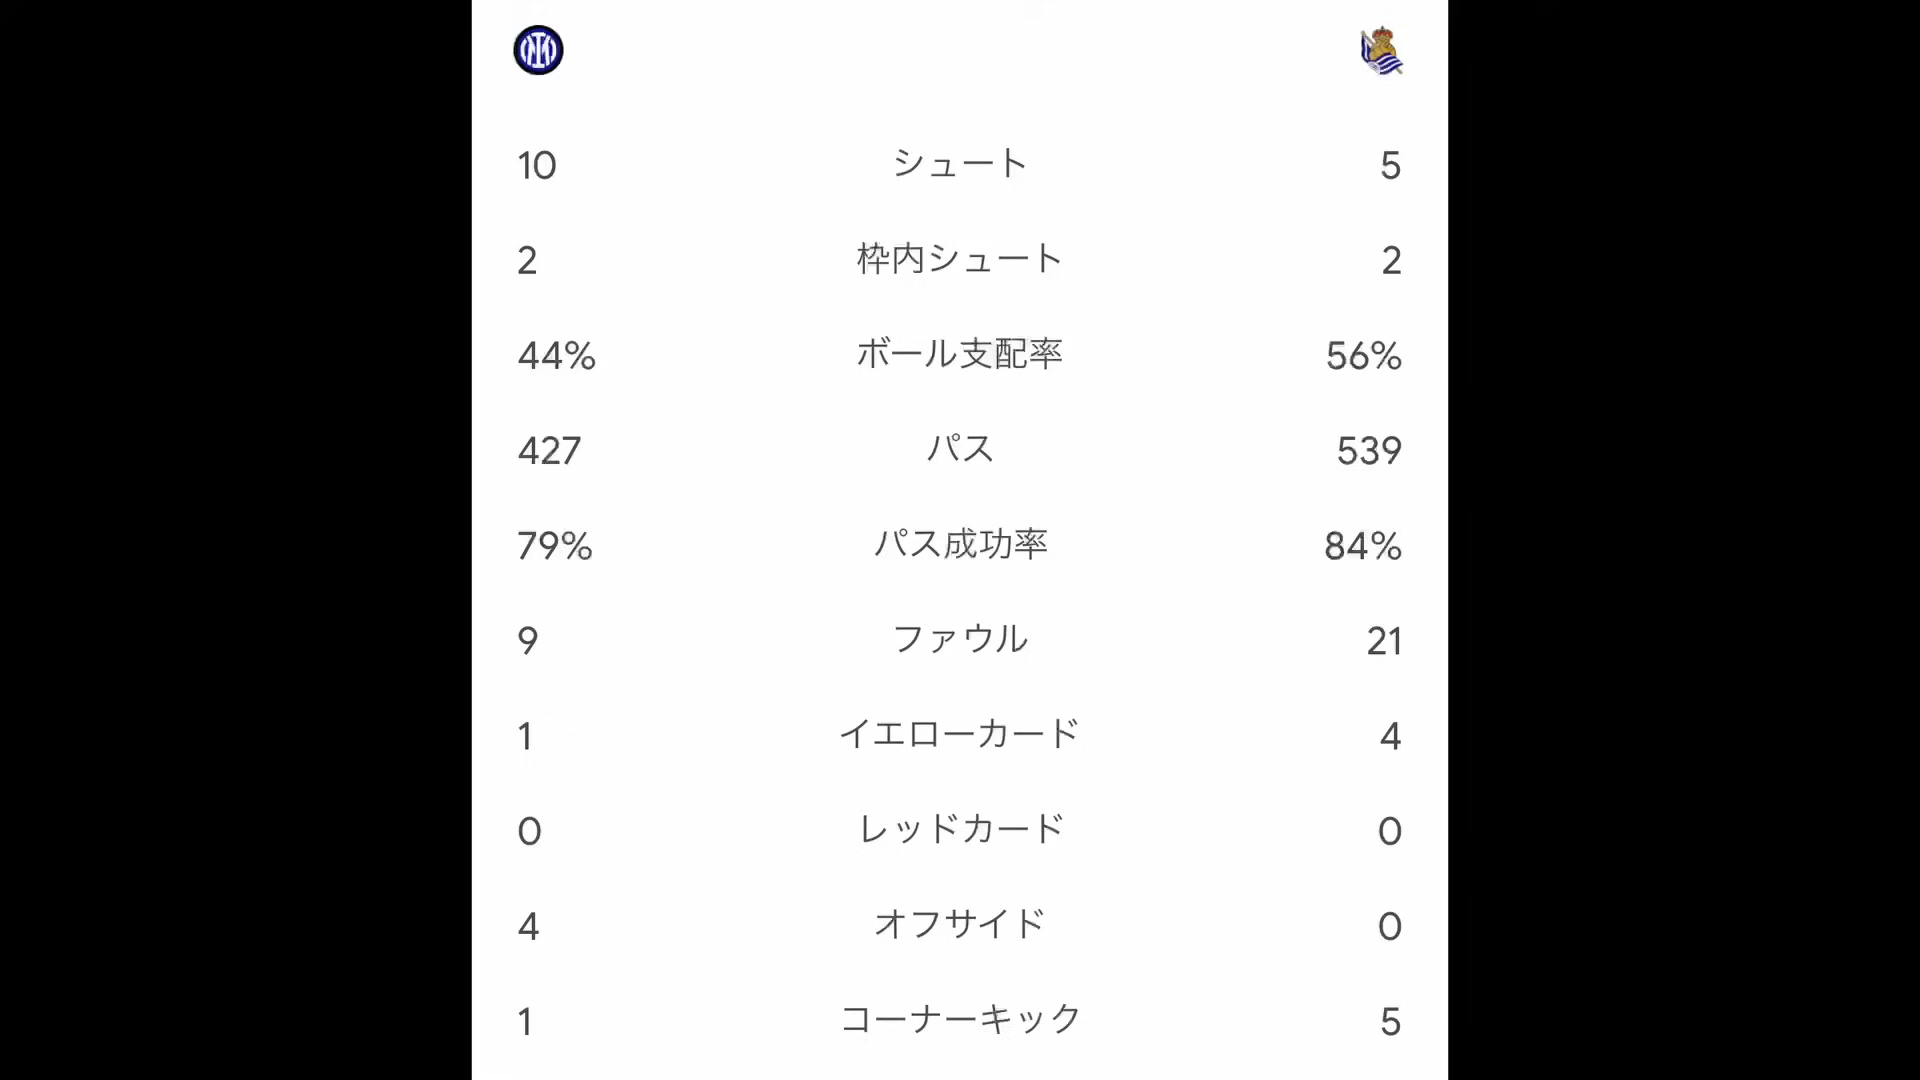 10 シュート 5
2 枠内シュート 2
44% ボール支配率 56%
427 パス 539
79% パス成功率 84%
9 ファウル 21
1 イエローカード 4
0 レッドカード 0
4 オフサイド 0
1 コーナーキック 5